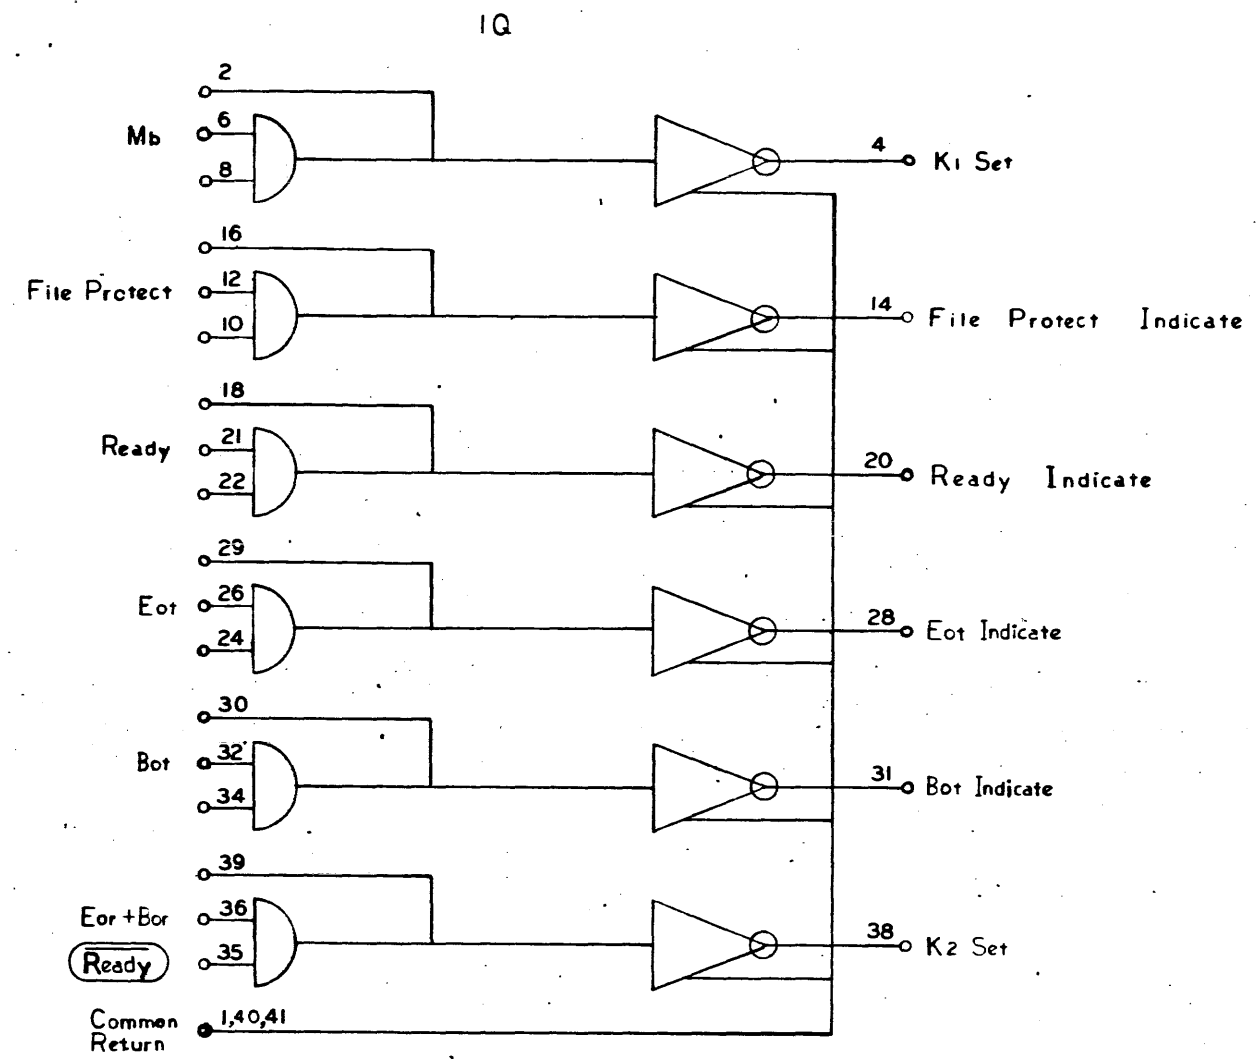 1Q
2
Mb 6 4 K1 Set
8
16
File Protect 12 14 File Protect Indicate
10
18
Ready 21 20 Ready Indicate
22
29
Eot 26 28 Eot Indicate
24
30
Bot 32 31 Bot Indicate
34
39
Eor + Bor 36 38 K2 Set
Ready 35
Common 1,40,41
Return